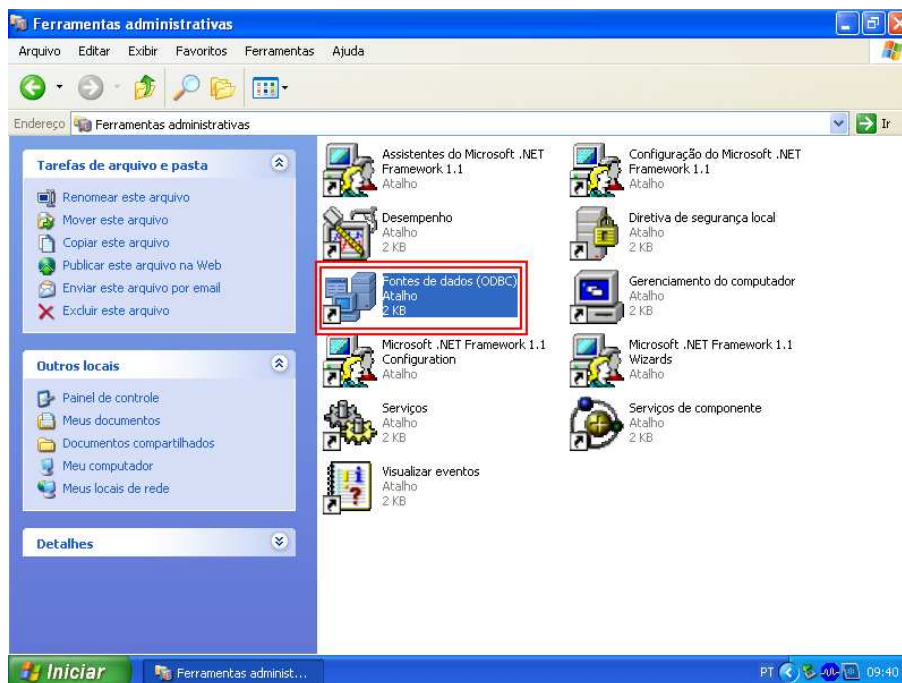 Ferramentas administrativas
Arquivo Editar Exibir Favoritos Ferramentas Ajuda
Endereço Ferramentas administrativas Ir
Tarefas de arquivo e pasta
Renomear este arquivo
Mover este arquivo
Copiar este arquivo
Publicar este arquivo na Web
Enviar este arquivo por email
Excluir este arquivo
Outros locais
Painel de controle
Meus documentos
Documentos compartilhados
Meu computador
Meus locais de rede
Detalhes
Assistentes do Microsoft .NET
Framework 1.1
Atalho
Configuração do Microsoft .NET
Framework 1.1
Atalho
Desempenho
Atalho
2 KB
Diretiva de segurança local
Atalho
2 KB
Fontes de dados (ODBC)
Atalho
2 KB
Gerenciamento do computador
Atalho
2 KB
Microsoft .NET Framework 1.1
Configuration
Atalho
Microsoft .NET Framework 1.1
Wizards
Atalho
Serviços
Atalho
2 KB
Serviços de componente
Atalho
2 KB
Visualizar eventos
Atalho
2 KB
Iniciar
Ferramentas administ...
PT
09:40